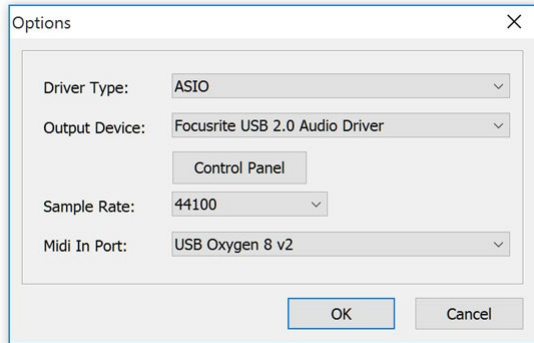 Options
Driver Type: ASIO
Output Device: Focusrite USB 2.0 Audio Driver
Control Panel
Sample Rate: 44100
Midi In Port: USB Oxygen 8 v2
OK Cancel